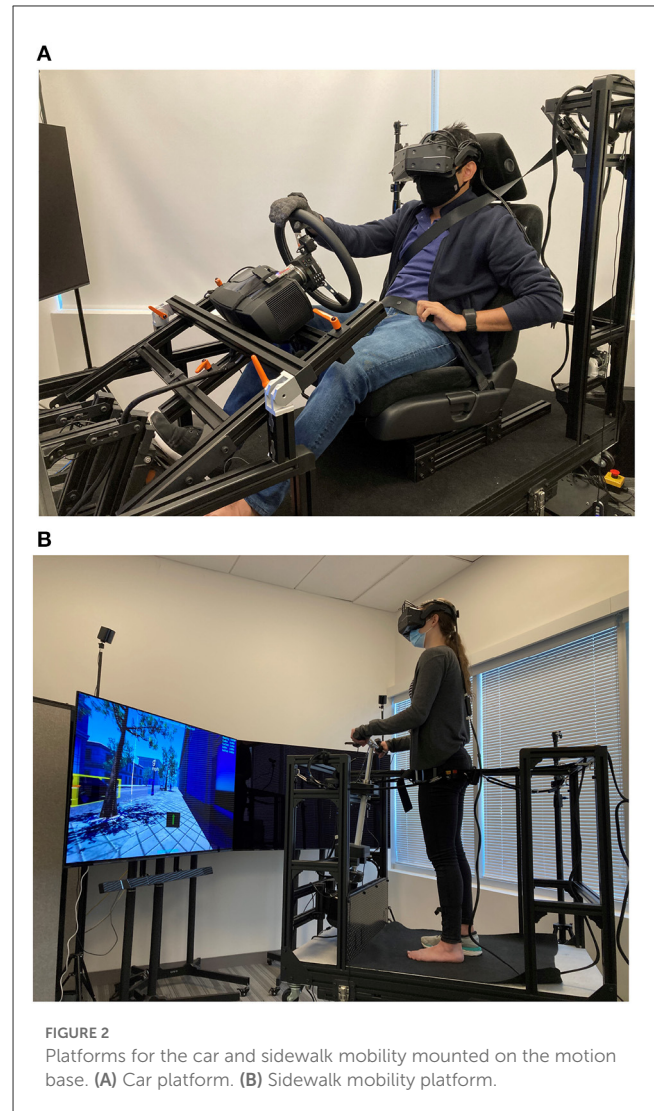 A
B
FIGURE 2
Platforms for the car and sidewalk mobility mounted on the motion
base. (A) Car platform. (B) Sidewalk mobility platform.